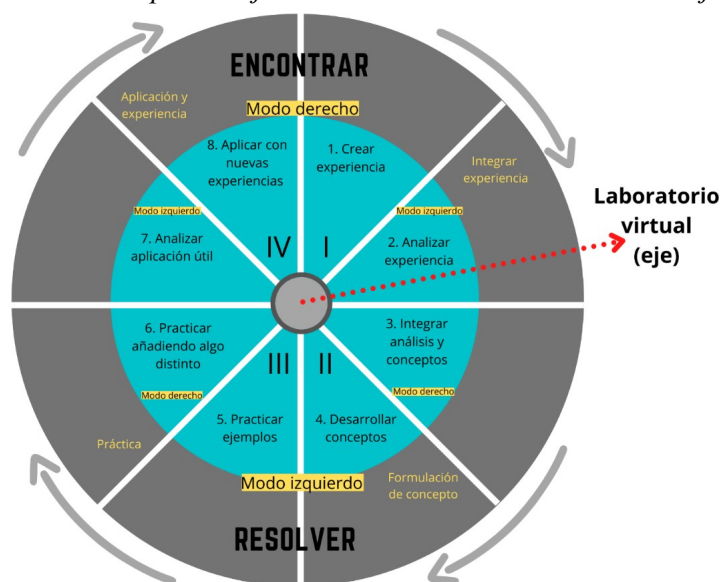 ENCONTRAR
Modo derecho
Aplicación y
experiencia
8. Aplicar con
nuevas
experiencias
1. Crear
experiencia
Integrar
experiencia
Modo izquierdo
7. Analizar
aplicación útil
IV
I
Modo izquierdo
2. Analizar
experiencia
Laboratorio
virtual
(eje)
6. Practicar
añadiendo algo
distinto
Modo derecho
III
II
3. Integrar
análisis y
conceptos
Modo derecho
Práctica
5. Practicar
ejemplos
4. Desarrollar
conceptos
Modo izquierdo
Formulación
de concepto
RESOLVER